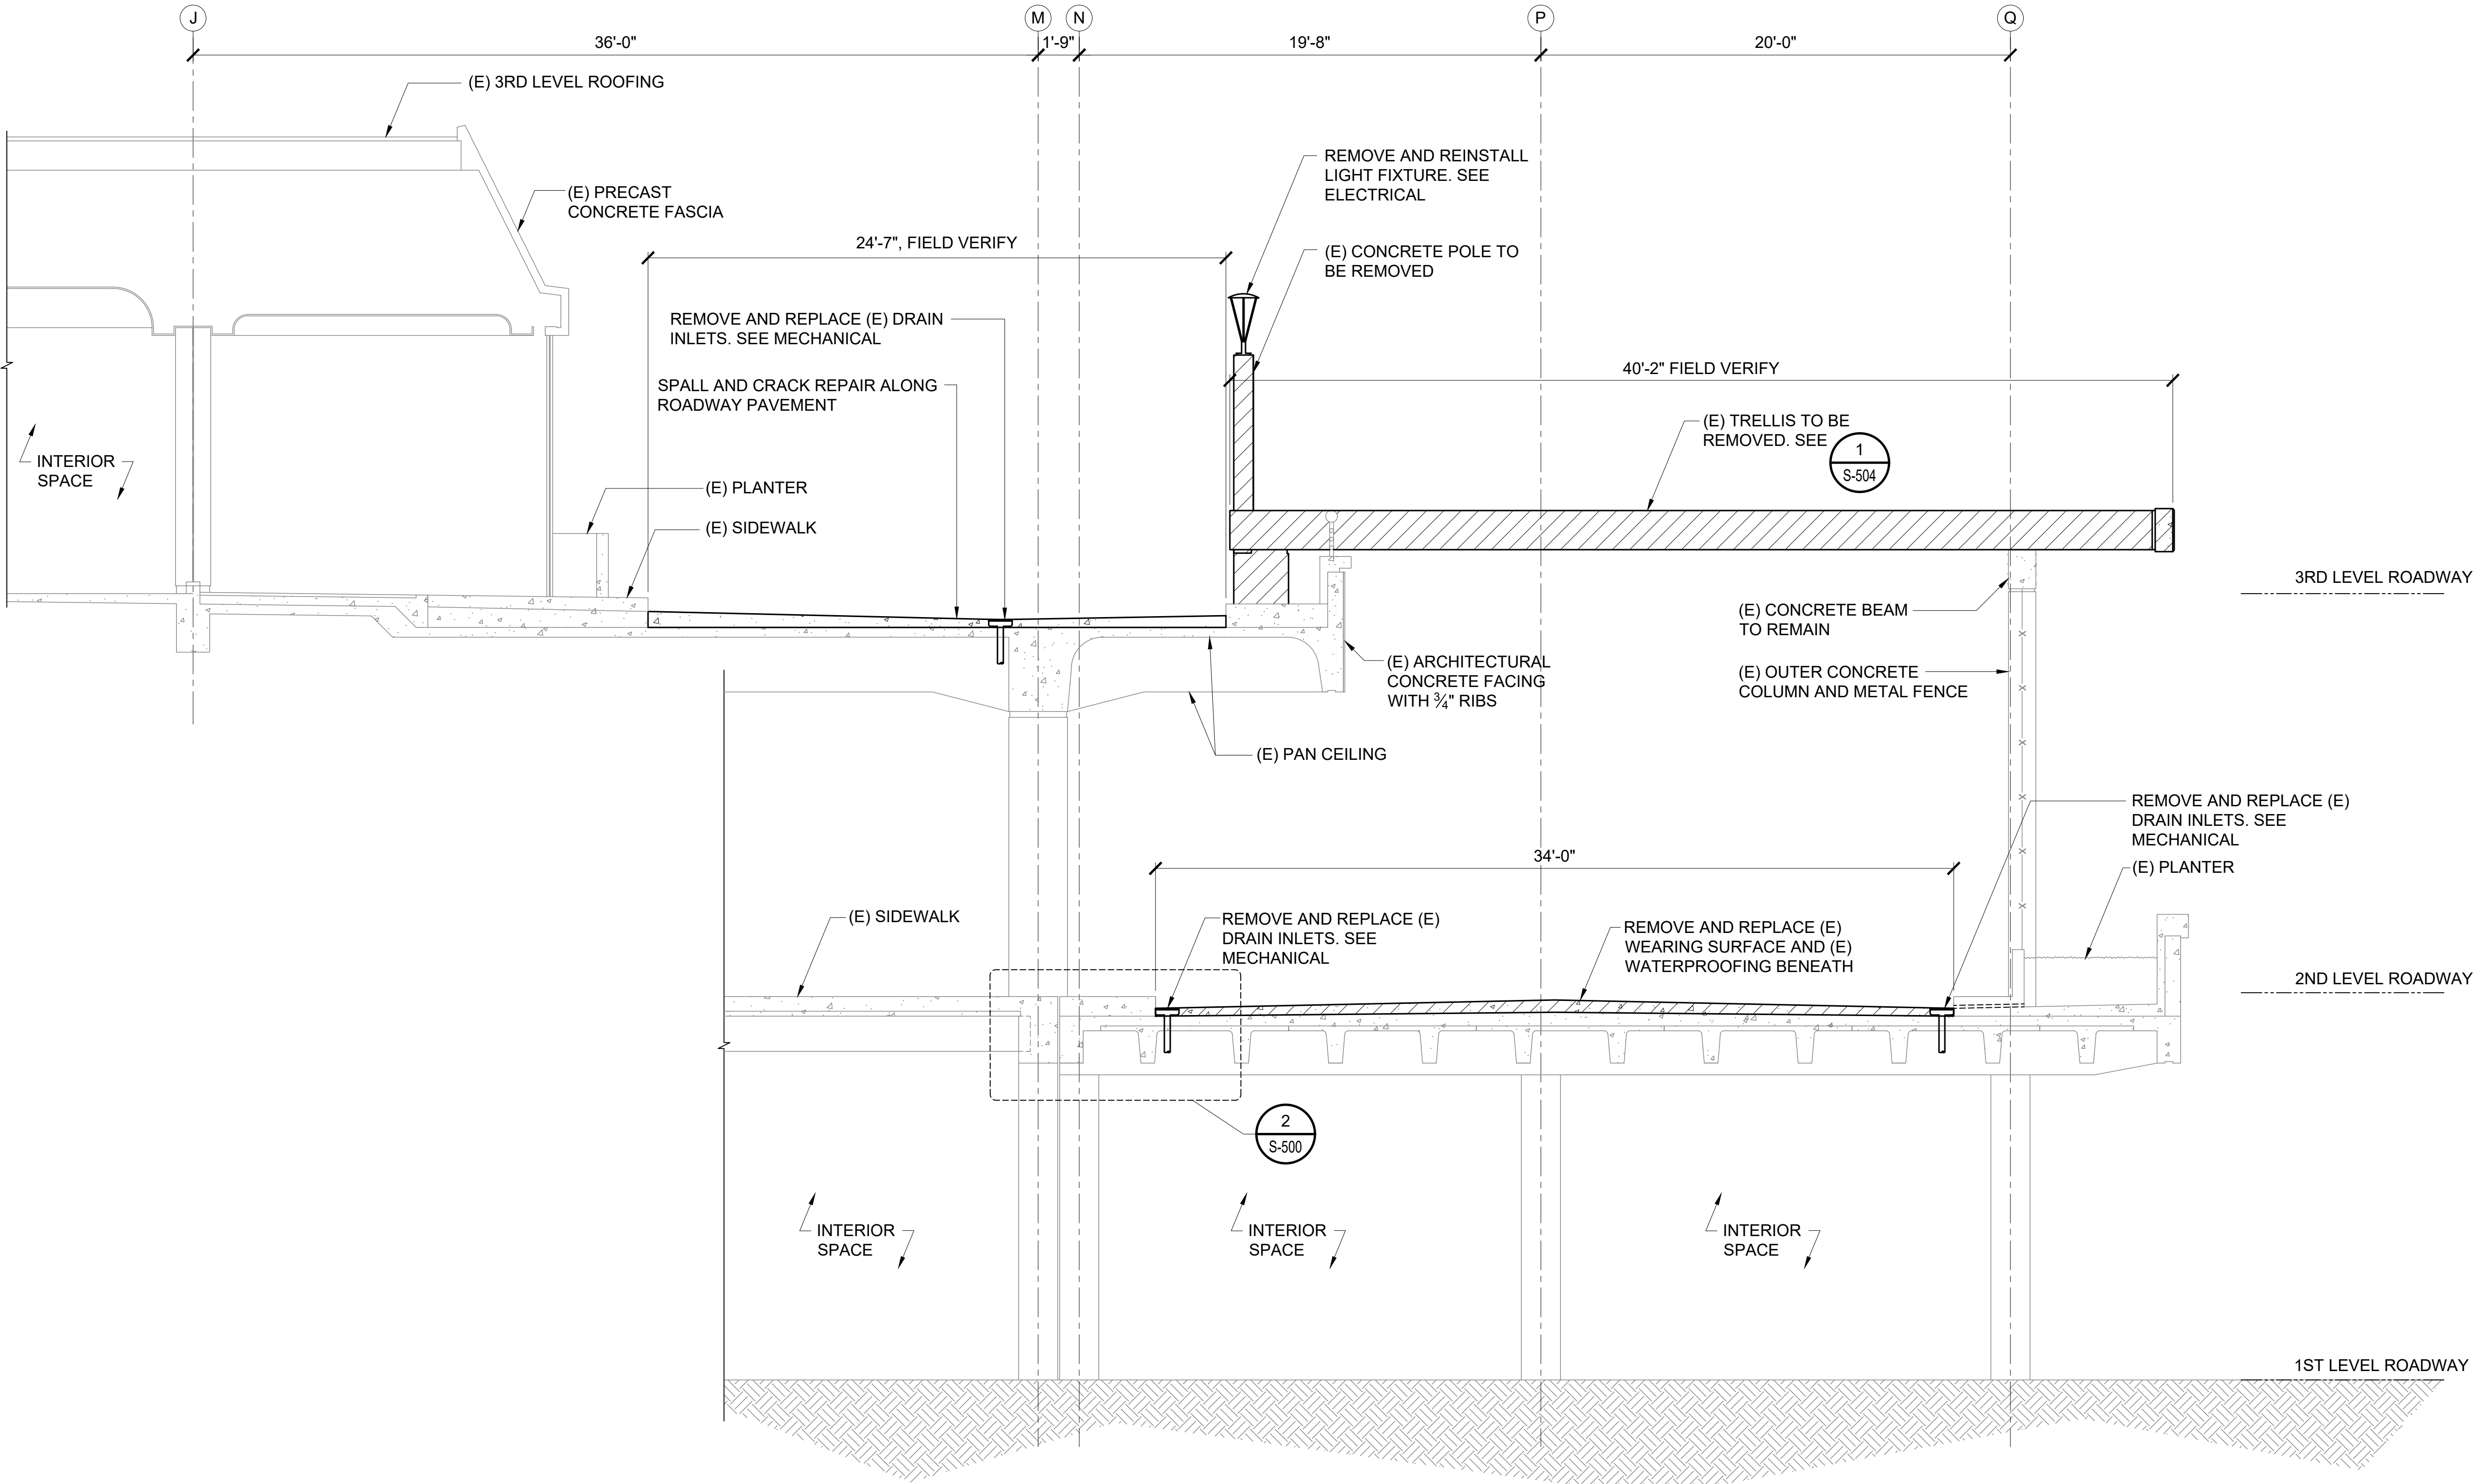 J
M
N
P
Q
36'-0"
1'-9"
19'-8"
20'-0"
(E) 3RD LEVEL ROOFING
REMOVE AND REINSTALL
LIGHT FIXTURE. SEE
ELECTRICAL
(E) PRECAST
CONCRETE FASCIA
24'-7", FIELD VERIFY
(E) CONCRETE POLE TO
BE REMOVED
REMOVE AND REPLACE (E) DRAIN
INLETS. SEE MECHANICAL
40'-2" FIELD VERIFY
SPALL AND CRACK REPAIR ALONG
ROADWAY PAVEMENT
(E) TRELLIS TO BE
REMOVED. SEE
1
S-504
INTERIOR
SPACE
(E) PLANTER
(E) SIDEWALK
3RD LEVEL ROADWAY
(E) CONCRETE BEAM
TO REMAIN
(E) ARCHITECTURAL
CONCRETE FACING
WITH ¾" RIBS
(E) OUTER CONCRETE
COLUMN AND METAL FENCE
(E) PAN CEILING
REMOVE AND REPLACE (E)
DRAIN INLETS. SEE
MECHANICAL
34'-0"
(E) PLANTER
(E) SIDEWALK
REMOVE AND REPLACE (E)
DRAIN INLETS. SEE
MECHANICAL
REMOVE AND REPLACE (E)
WEARING SURFACE AND (E)
WATERPROOFING BENEATH
2ND LEVEL ROADWAY
2
S-500
INTERIOR
SPACE
INTERIOR
SPACE
INTERIOR
SPACE
1ST LEVEL ROADWAY